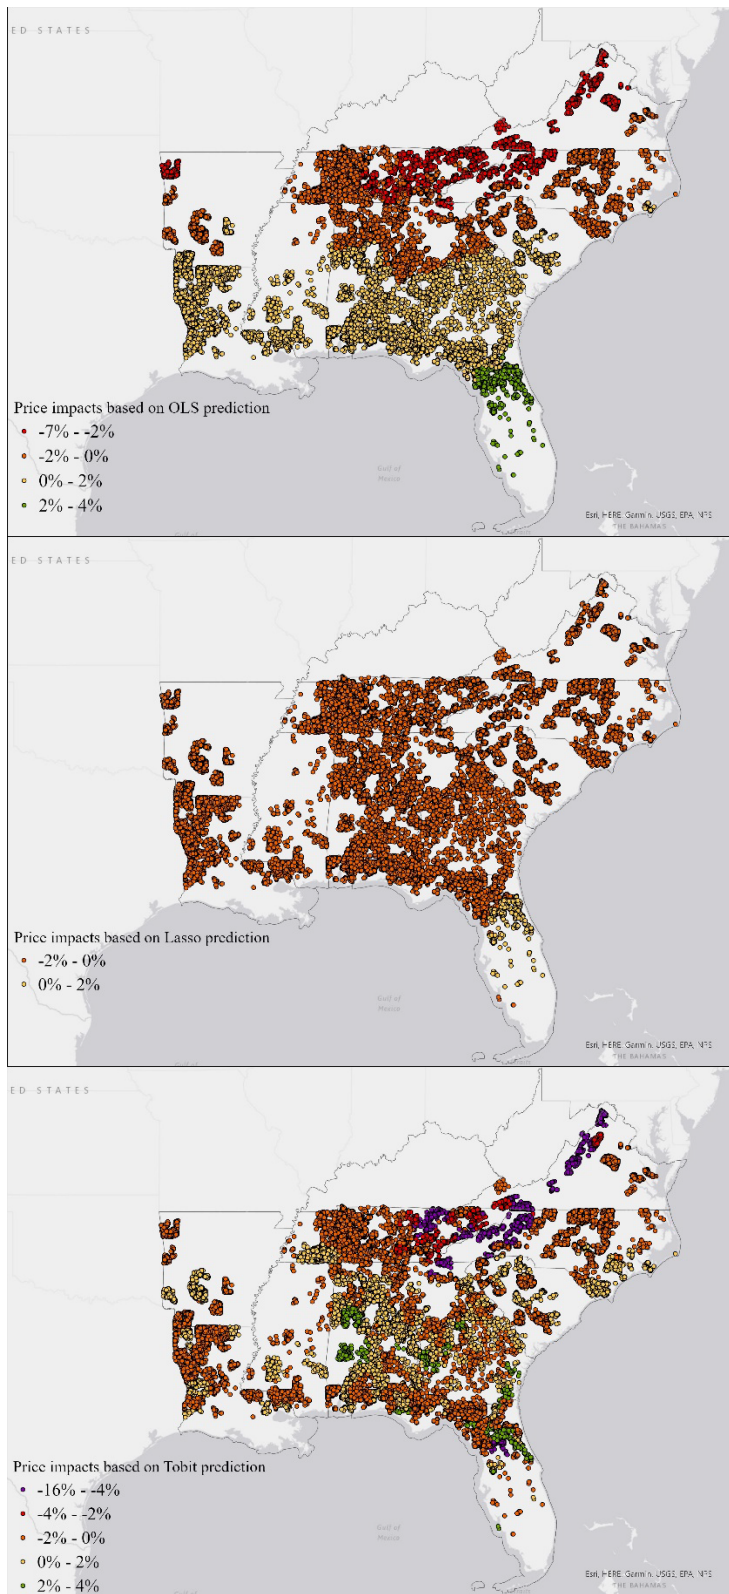 ED STATES
Price impacts based on OLS prediction
-7% - -2%
-2% - 0%
0% - 2%
2% - 4%
Gulf of
Mexico
Esri, HERE, Garmin, USGS, EPA, NPS
THE BAHAMAS
ED STATES
Price impacts based on Lasso prediction
-2% - 0%
0% - 2%
Gulf of
Mexico
Esri, HERE, Garmin, USGS, EPA, NPS
THE BAHAMAS
ED STATES
Price impacts based on Tobit prediction
-16% - -4%
-4% - -2%
-2% - 0%
0% - 2%
2% - 4%
Gulf of
Mexico
Esri, HERE, Garmin, USGS, EPA, NPS
THE BAHAMAS